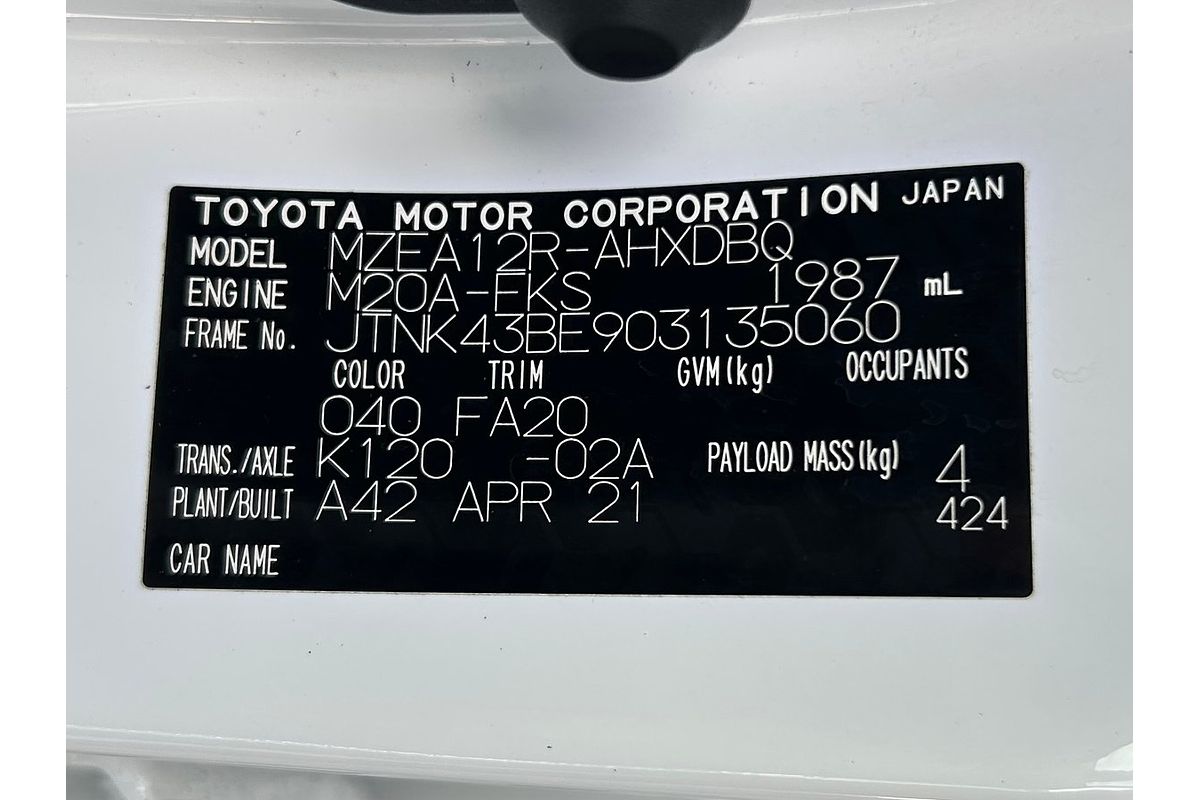 TOYOTA MOTOR CORPORATION JAPAN
MODEL MZEA12R-AHXDBQ
ENGINE M20A-FKS 1987 mL
FRAME No. JTNK43BE903135060
COLOR TRIM GVM(kg) OCCUPANTS
040 FA20
TRANS./AXLE K120 -02A PAYLOAD MASS(kg) 4
PLANT/BUILT A42 APR 21 424
CAR NAME